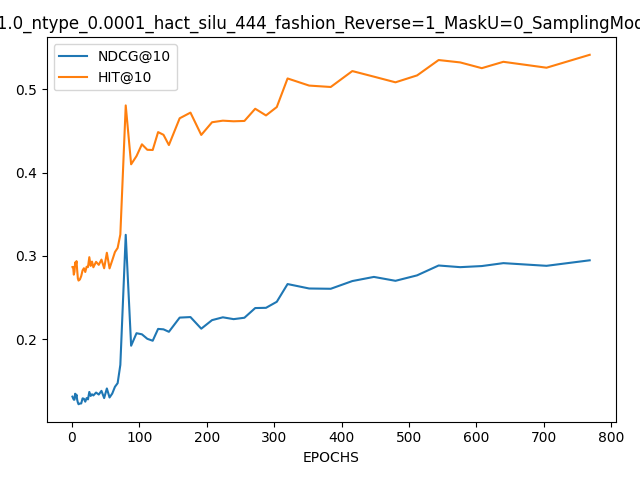 1.0_ntype_0.0001_hact_silu_444_fashion_Reverse=1_MaskU=0_SamplingMod
NDCG@10
HIT@10
0.5
0.4
0.3
0.2
0 100 200 300 400 500 600 700 800
EPOCHS